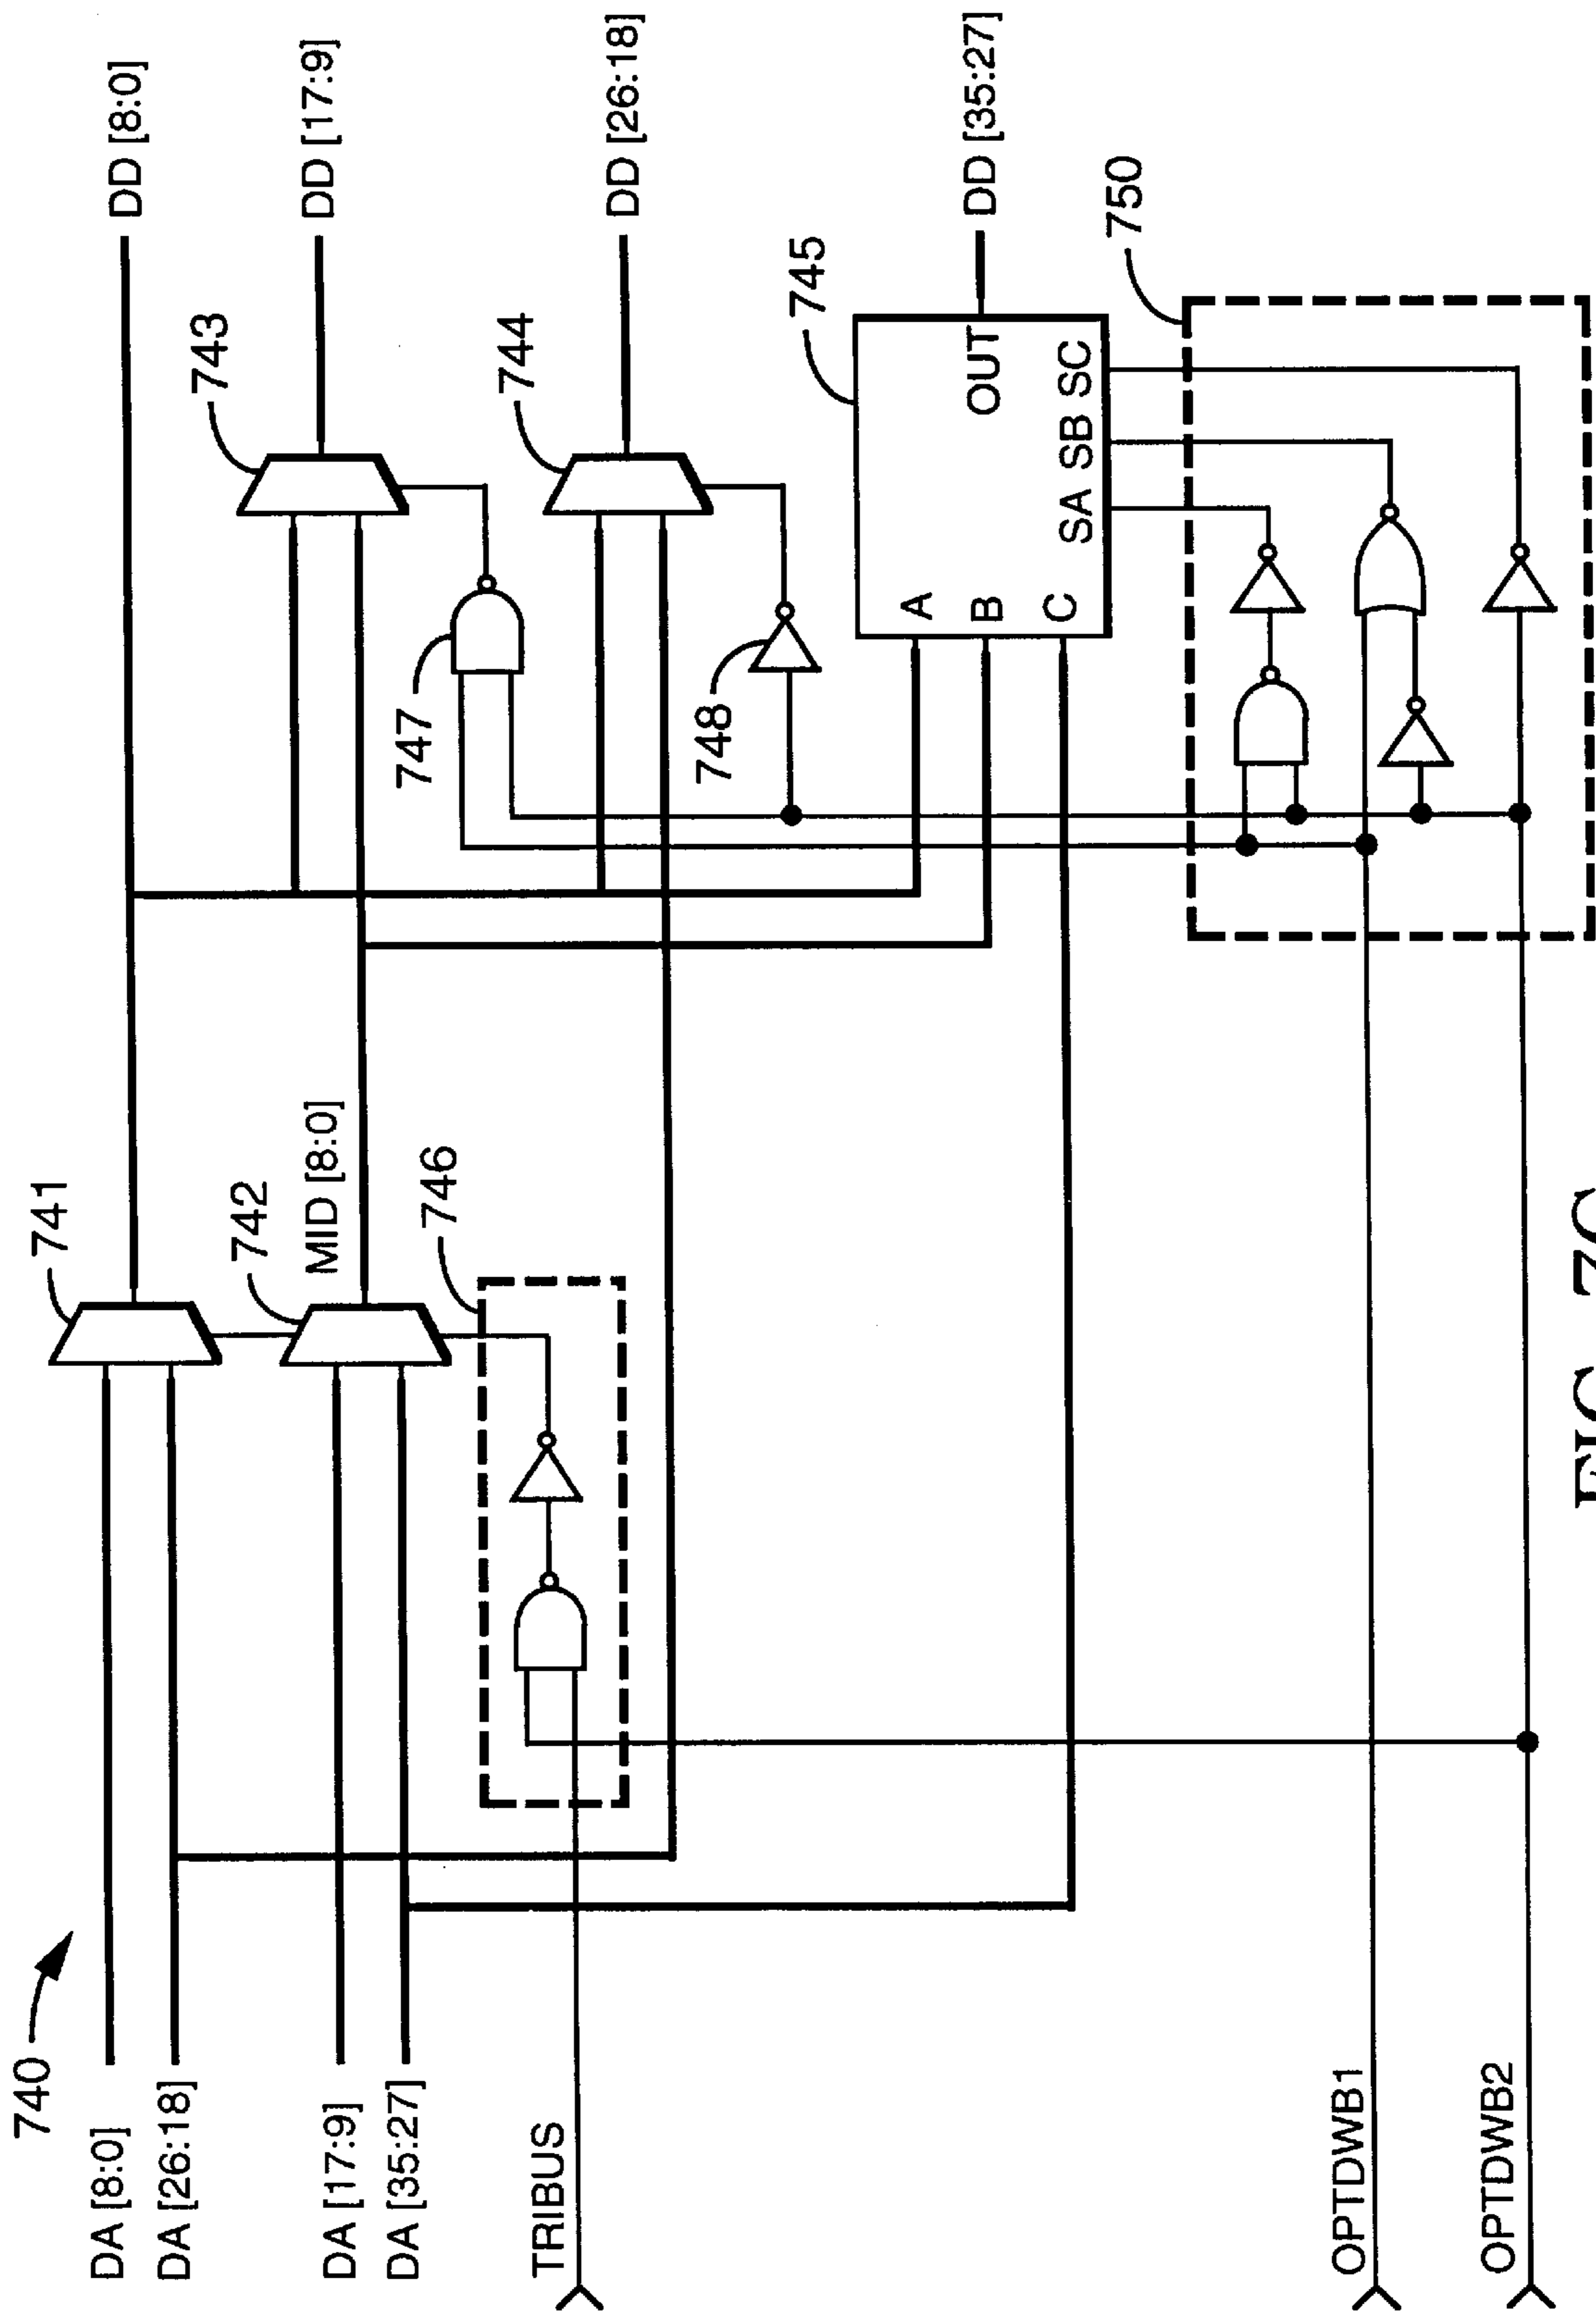 740
DA [8:0]
DA [26:18]
DA [17:9]
DA [35:27]
TRIBUS
OPTDWB1
OPTDWB2
741
742
MID [8:0]
746
743
747
744
748
745
A
B
C
OUT
SA SB SC
750
DD [8:0]
DD [17:9]
DD [26:18]
DD [35:27]
FIG. 7C